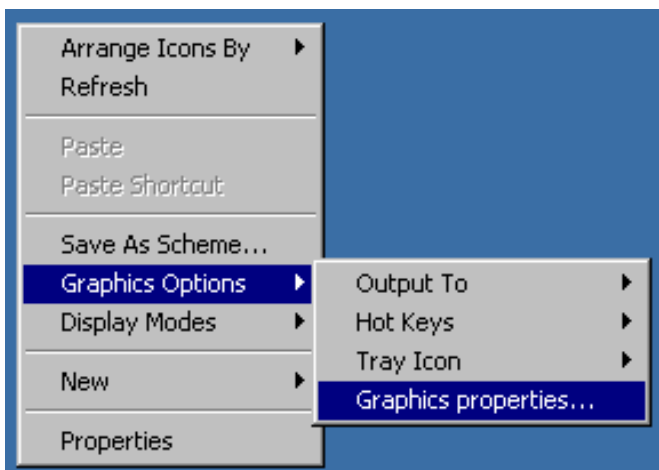 Arrange Icons By
Refresh
Paste
Paste Shortcut
Save As Scheme...
Graphics Options
Display Modes
New
Properties
Output To
Hot Keys
Tray Icon
Graphics properties...